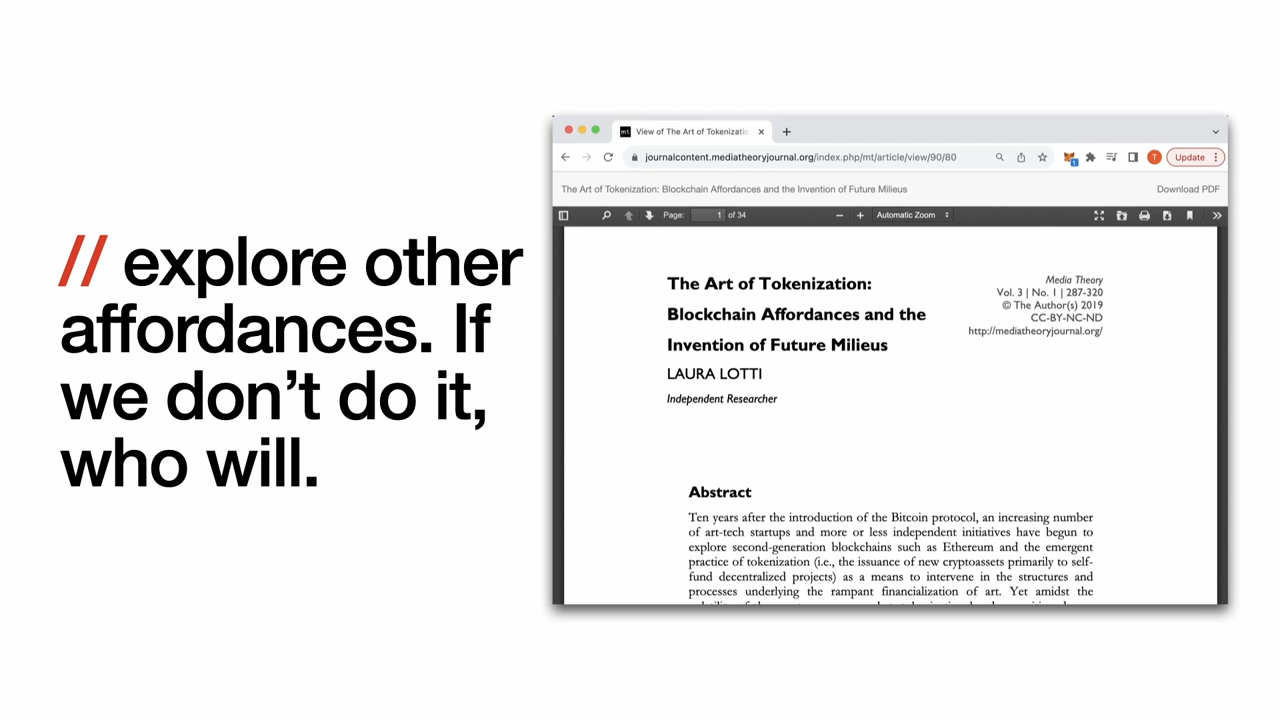 // explore other
affordances. If
we don't do it,
who will.
View of The Art of Tokenizatio
journalcontent.mediatheoryjournal.org/index.php/mt/article/view/90/80
T
Update
The Art of Tokenization: Blockchain Affordances and the Invention of Future Milieus
Download PDF
Page:
1
of 34
Automatic Zoom
The Art of Tokenization:
Blockchain Affordances and the
Invention of Future Milieus
LAURA LOTTI
Independent Researcher
Media Theory
Vol. 3 | No. 1 | 287-320
© The Author(s) 2019
CC-BY-NC-ND
http://mediatheoryjournal.org/
Abstract
Ten years after the introduction of the Bitcoin protocol, an increasing number
of art-tech startups and more or less independent initiatives have begun to
explore second-generation blockchains such as Ethereum and the emergent
practice of tokenization (i.e., the issuance of new cryptoassets primarily to self-
fund decentralized projects) as a means to intervene in the structures and
processes underlying the rampant financialization of art. Yet amidst the